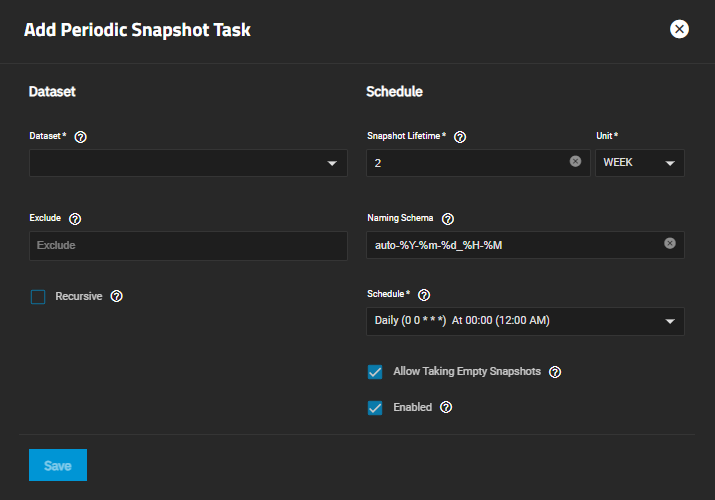 Add Periodic Snapshot Task
Dataset
Dataset *
Exclude
Exclude
Recursive
Schedule
Snapshot Lifetime *
Unit *
2
WEEK
Naming Schema
auto-%Y-%m-%d_%H-%M
Schedule *
Daily (0 0 * * *) At 00:00 (12:00 AM)
Allow Taking Empty Snapshots
Enabled
Save